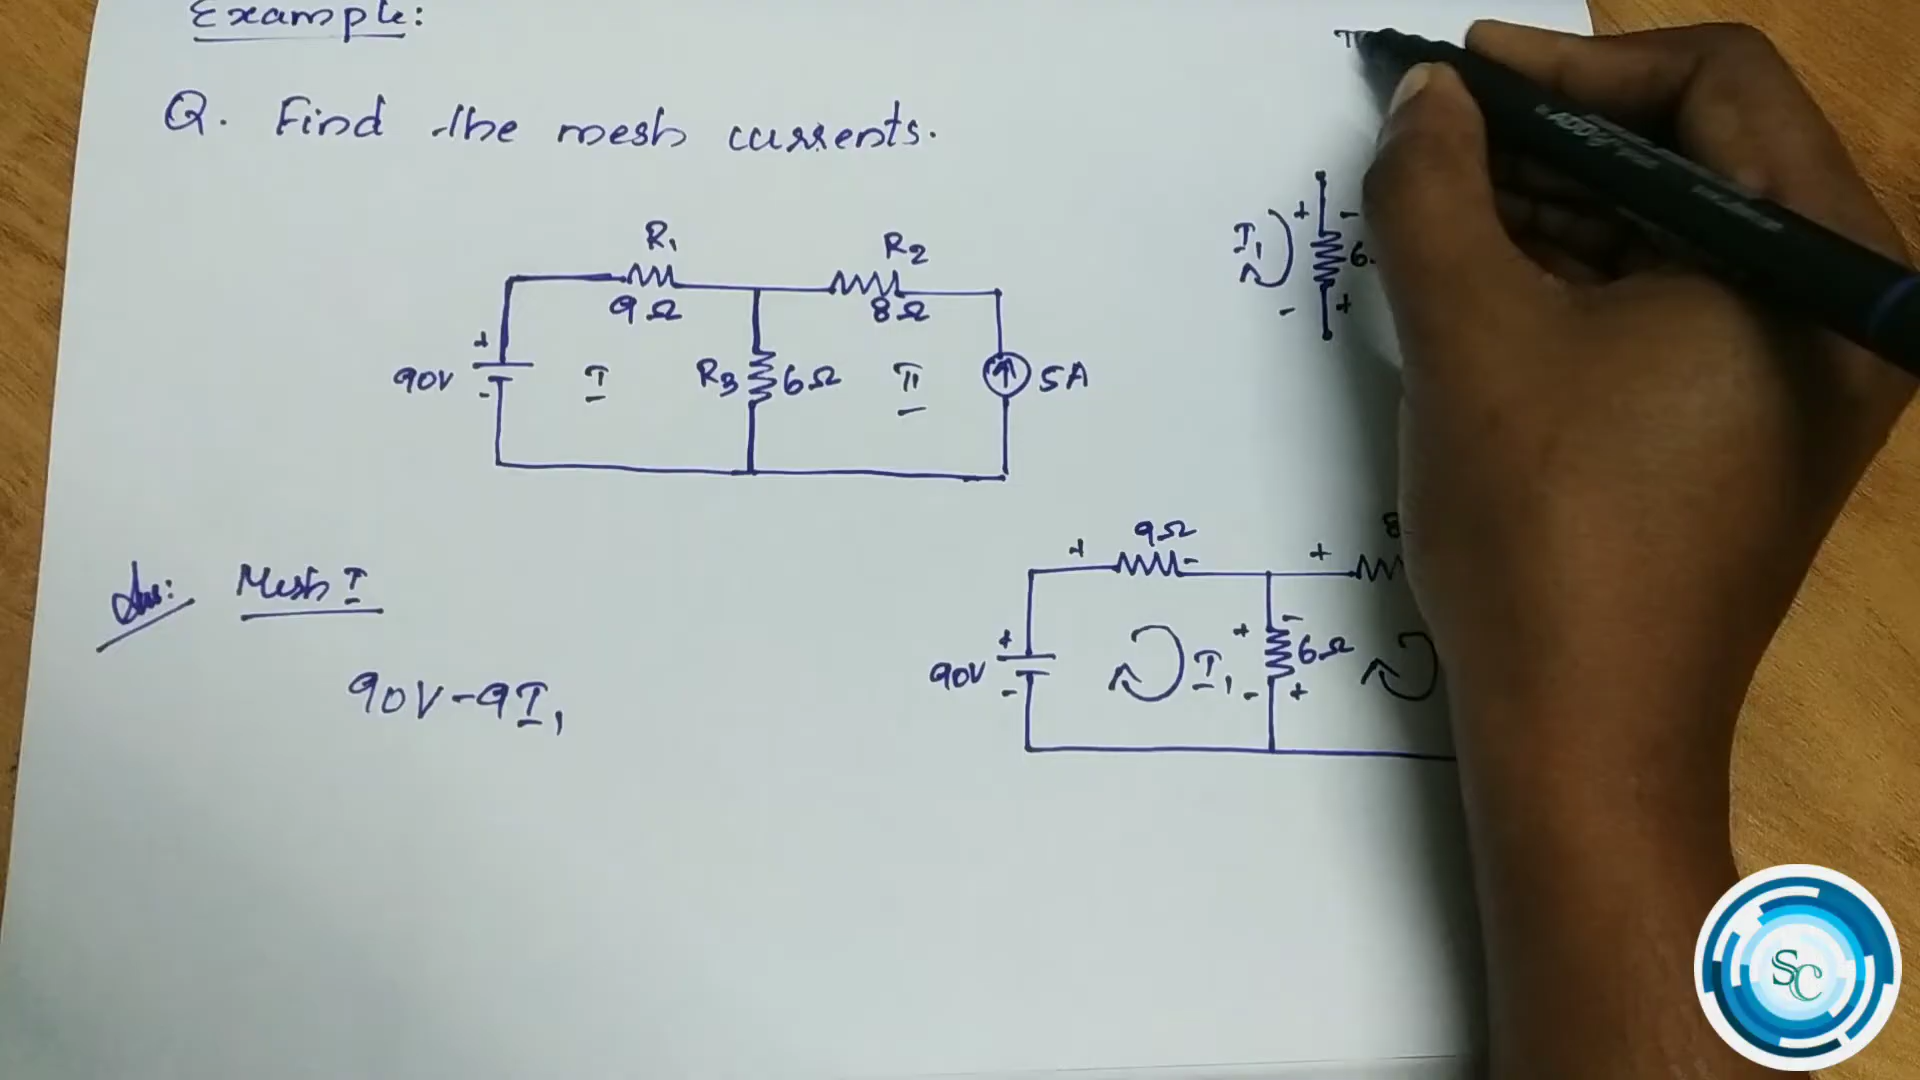 Example:
Q. Find the mesh currents.
R₁
9Ω
R₂
8Ω
+
90V
-
I
R₃
6Ω
II
5A
I₁
+
-
6
-
+
Ans: Mesh I
90V-9I₁
+
9Ω
-
+
8
+
90V
-
I₁
+
-
-
6Ω
+
SC